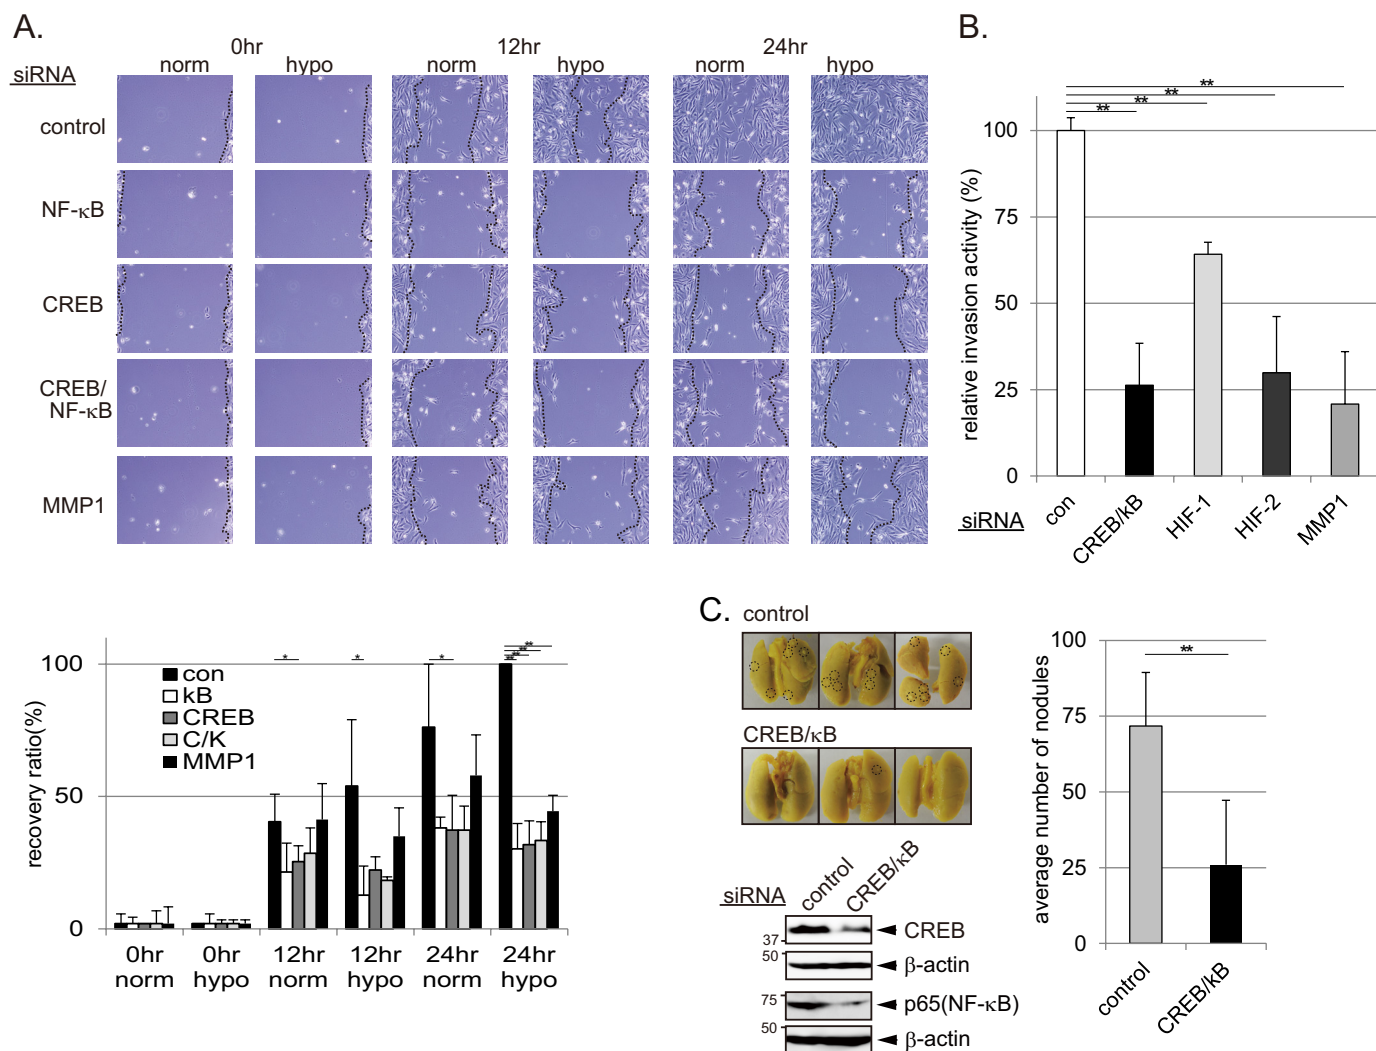 A.
0hr 12hr 24hr
siRNA norm hypo norm hypo norm hypo
control
NF-κB
CREB
CREB/
NF-κB
MMP1
recovery ratio(%)
100
50
0
con
kB
CREB
C/K
MMP1
* * * ** ** ** **
0hr 0hr 12hr 12hr 24hr 24hr
norm hypo norm hypo norm hypo
B.
relative invasion activity (%)
100
75
50
25
0
** ** ** **
siRNA con CREB/kB HIF-1 HIF-2 MMP1
C.
control
CREB/κB
siRNA control CREB/κB
37 CREB
50 β-actin
75 p65(NF-κB)
50 β-actin
average number of nodules
100
75
50
25
0
**
control CREB/kB